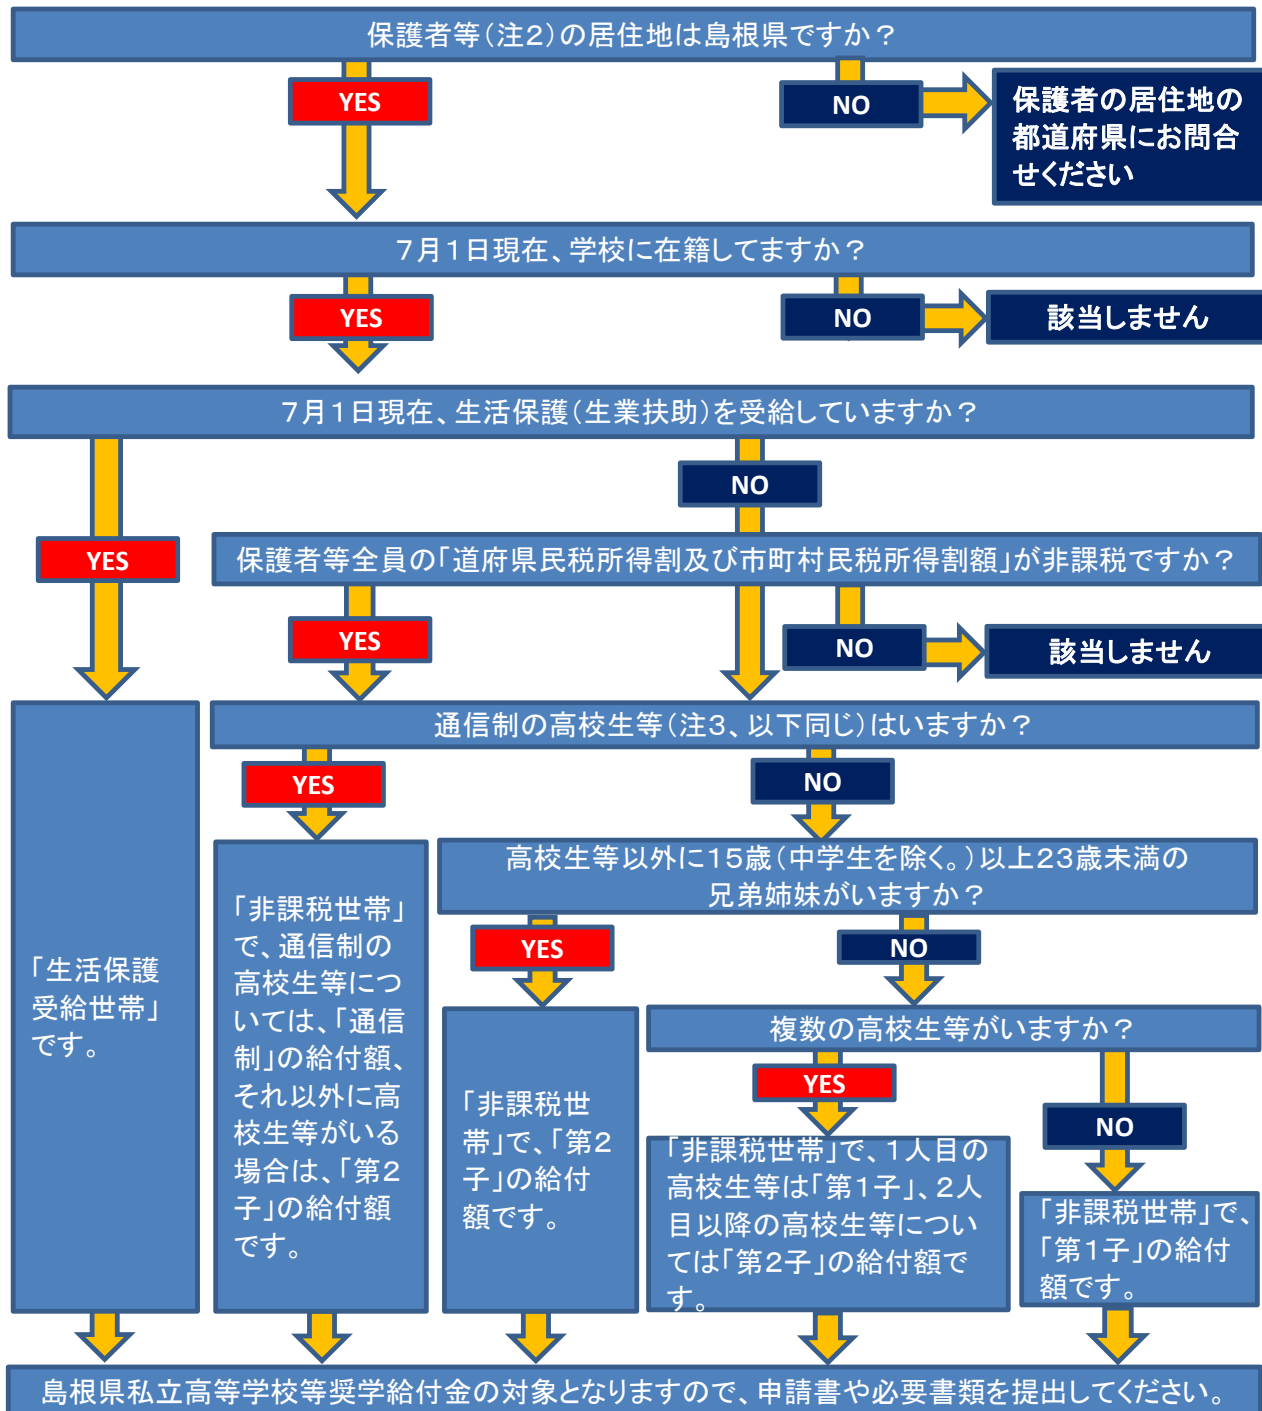 保護者等（注２）の居住地は島根県ですか？
YES
NO
保護者の居住地の
都道府県にお問合
せください
７月１日現在、学校に在籍してますか？
YES
NO
該当しません
７月１日現在、生活保護（生業扶助）を受給していますか？
NO
YES
保護者等全員の「道府県民税所得割及び市町村民税所得割額」が非課税ですか？
YES
NO
該当しません
通信制の高校生等（注３、以下同じ）はいますか？
YES
NO
高校生等以外に１５歳（中学生を除く。）以上２３歳未満の
兄弟姉妹がいますか？
YES
NO
複数の高校生等がいますか？
YES
NO
「生活保護
受給世帯」
です。
「非課税世帯」
で、通信制の
高校生等につ
いては、「通信
制」の給付額、
それ以外に高
校生等がいる
場合は、「第２
子」の給付額
です。
「非課税世
帯」で、「第２
子」の給付
額です。
「非課税世帯」で、１人目の
高校生等は「第１子」、２人
目以降の高校生等につい
ては「第２子」の給付額で
す。
「非課税世帯」で、
「第１子」の給付
額です。
島根県私立高等学校等奨学給付金の対象となりますので、申請書や必要書類を提出してください。